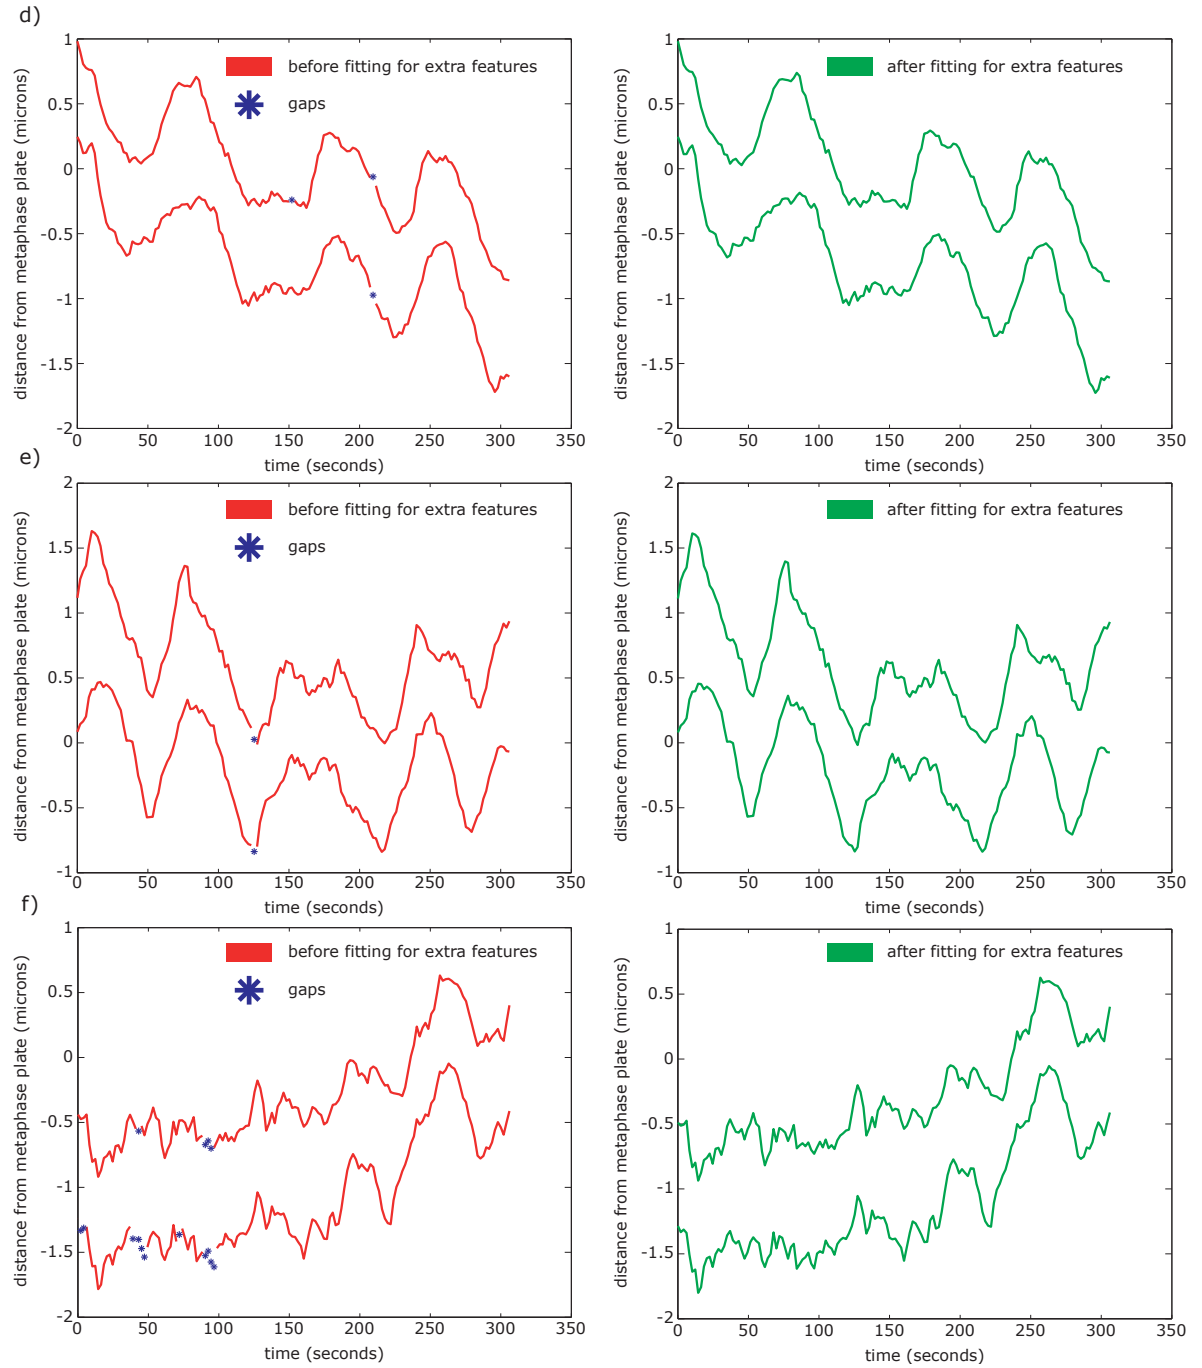 d)
distance from metaphase plate (microns)
1
0.5
0
-0.5
-1
-1.5
-2
before fitting for extra features
gaps
0 50 100 150 200 250 300 350
time (seconds)
distance from metaphase plate (microns)
1
0.5
0
-0.5
-1
-1.5
-2
after fitting for extra features
0 50 100 150 200 250 300 350
time (seconds)
e)
distance from metaphase plate (microns)
2
1.5
1
0.5
0
-0.5
-1
before fitting for extra features
gaps
0 50 100 150 200 250 300 350
time (seconds)
distance from metaphase plate (microns)
2
1.5
1
0.5
0
-0.5
-1
after fitting for extra features
0 50 100 150 200 250 300 350
time (seconds)
f)
distance from metaphase plate (microns)
1
0.5
0
-0.5
-1
-1.5
-2
before fitting for extra features
gaps
0 50 100 150 200 250 300 350
time (seconds)
distance from metaphase plate (microns)
1
0.5
0
-0.5
-1
-1.5
-2
after fitting for extra features
0 50 100 150 200 250 300 350
time (seconds)